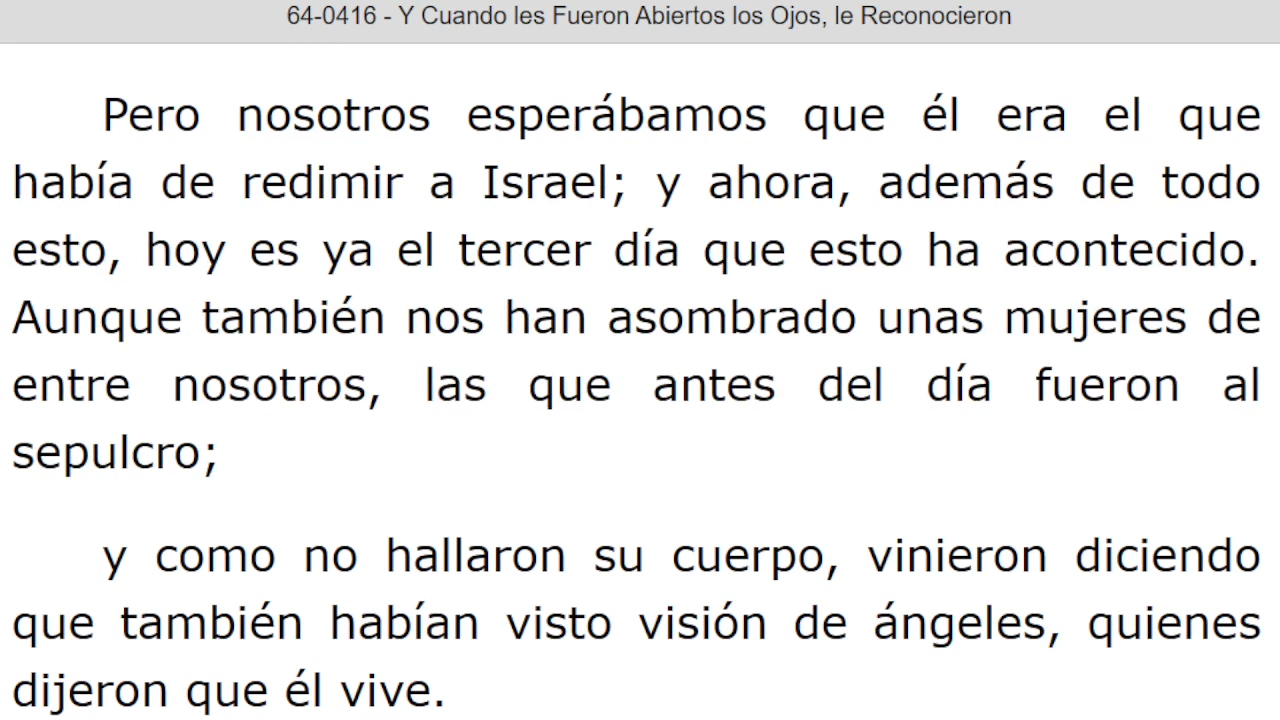 64-0416 - Y Cuando les Fueron Abiertos los Ojos, le Reconocieron
Pero nosotros esperábamos que él era el que
había de redimir a Israel; y ahora, además de todo
esto, hoy es ya el tercer día que esto ha acontecido.
Aunque también nos han asombrado unas mujeres de
entre nosotros, las que antes del día fueron al
sepulcro;
y como no hallaron su cuerpo, vinieron diciendo
que también habían visto visión de ángeles, quienes
dijeron que él vive.